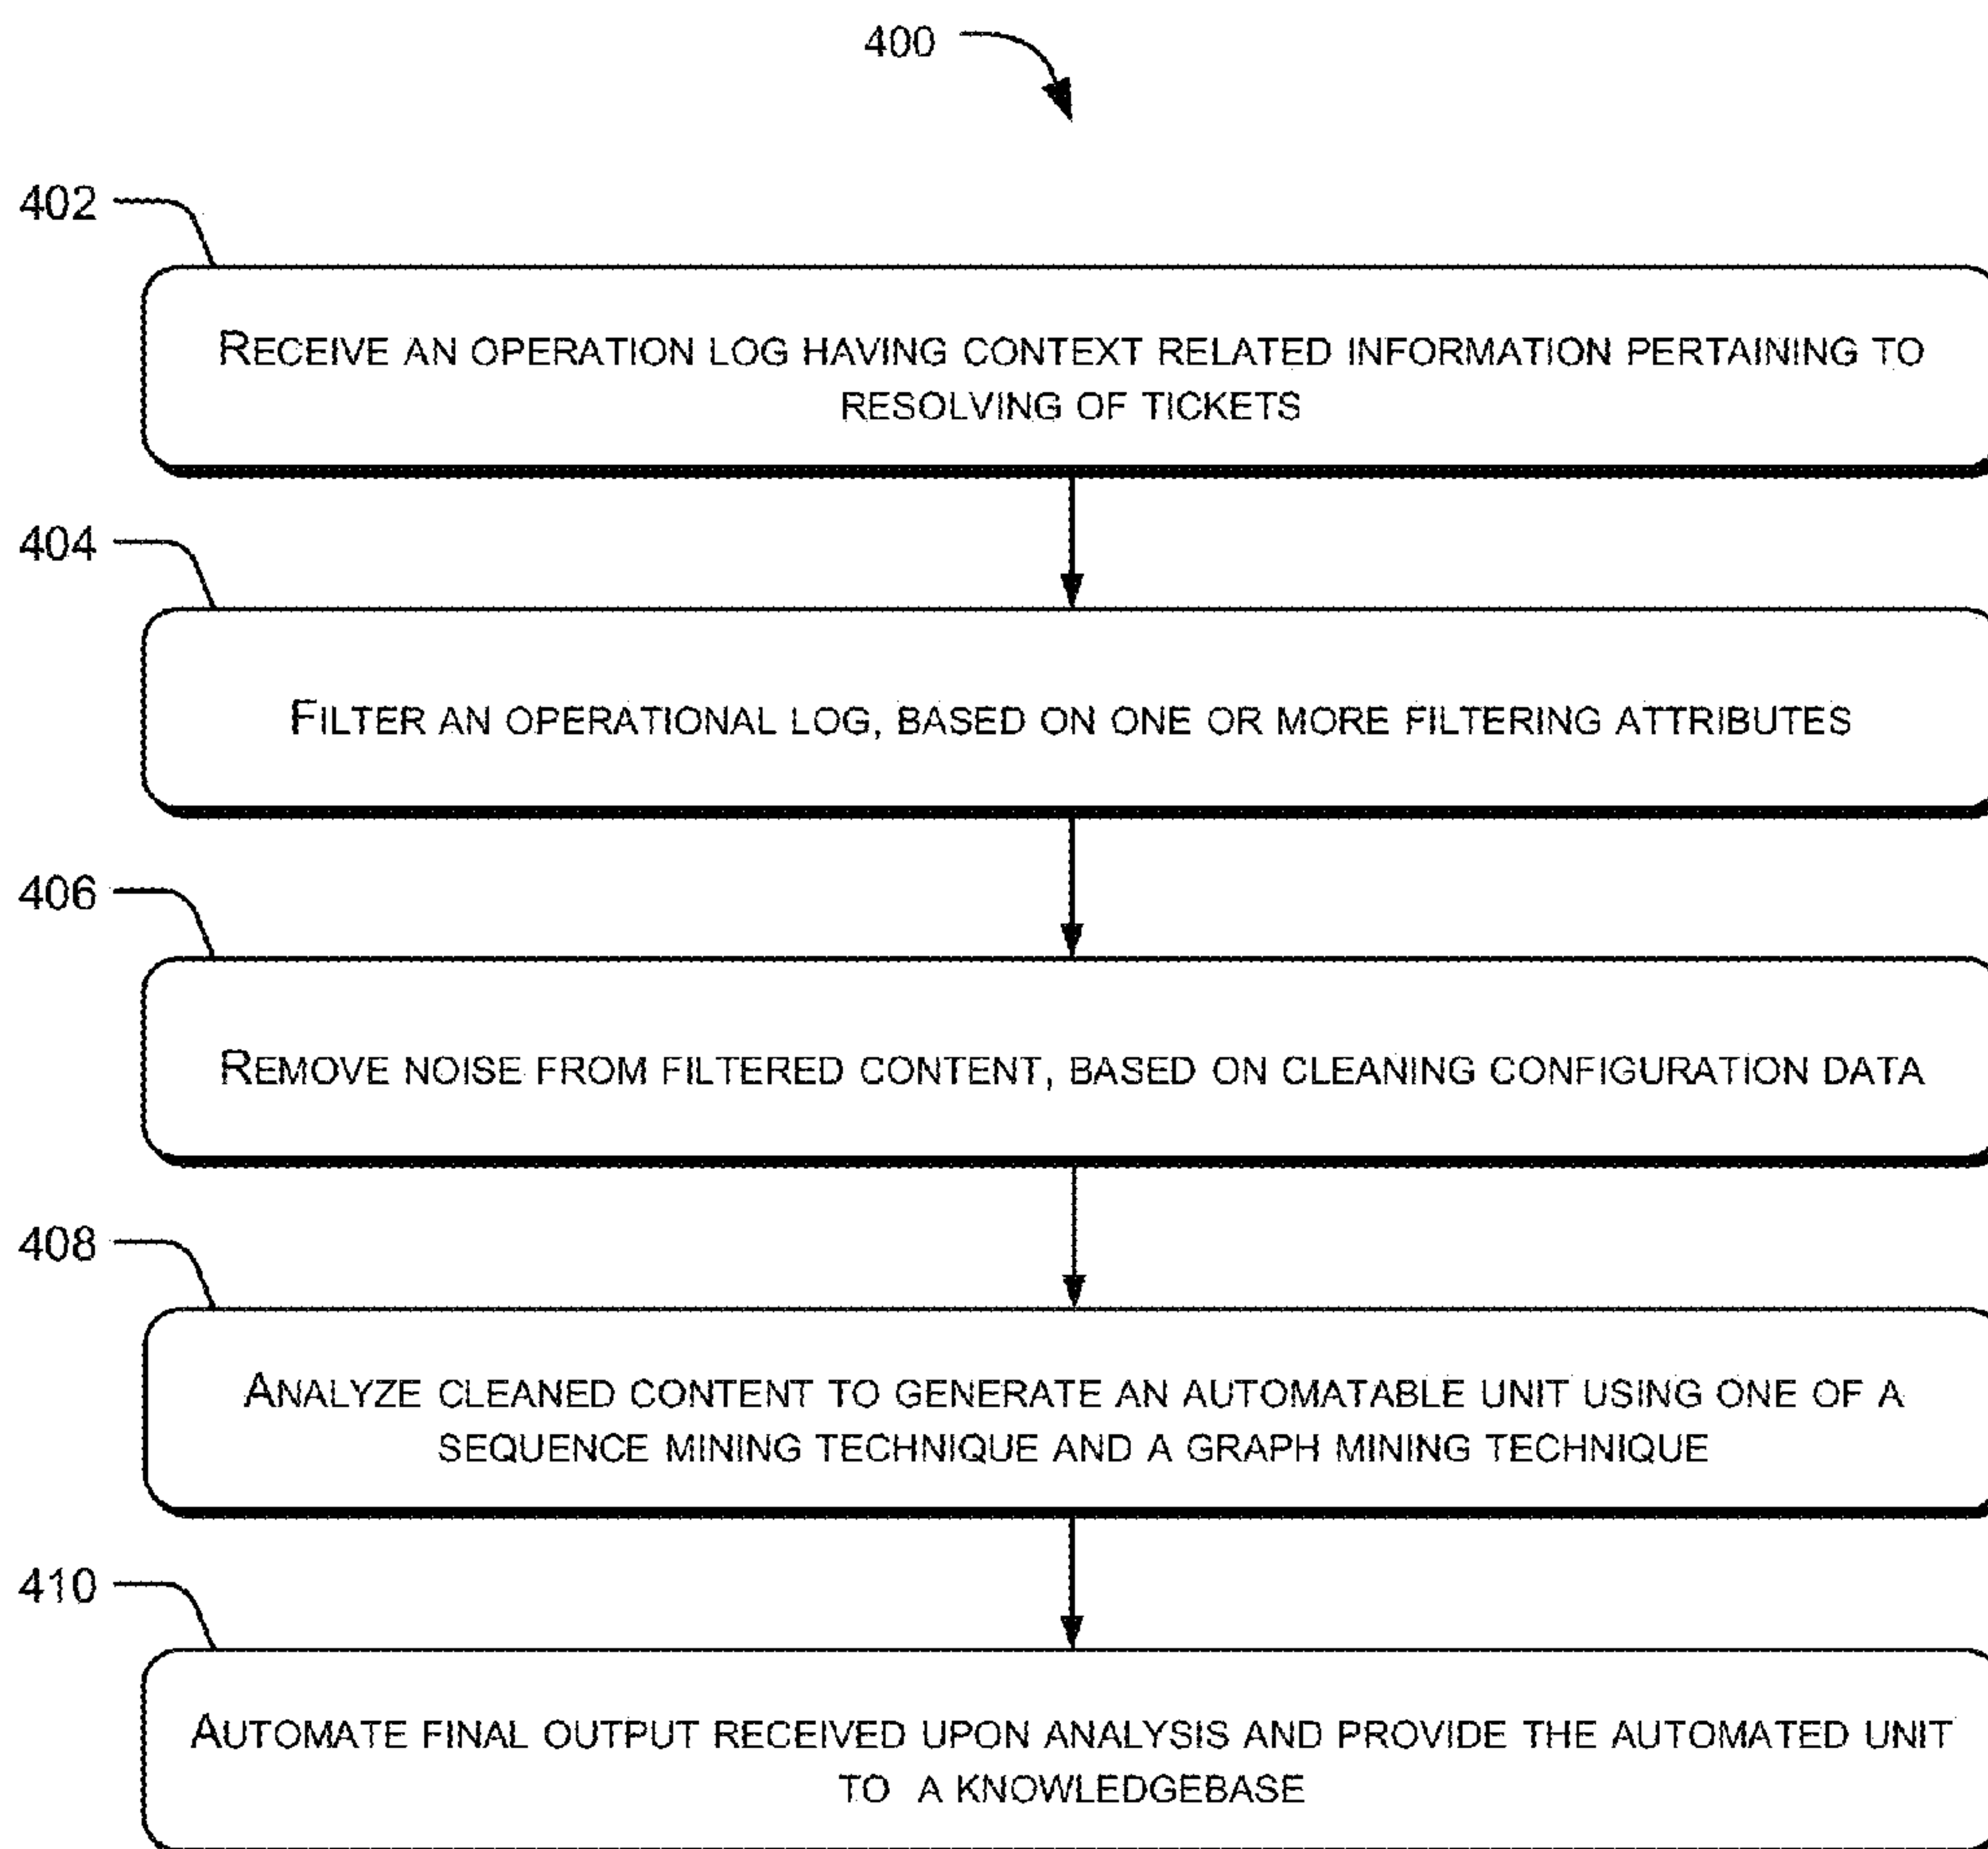 400
402
RECEIVE AN OPERATION LOG HAVING CONTEXT RELATED INFORMATION PERTAINING TO
RESOLVING OF TICKETS
404
FILTER AN OPERATIONAL LOG, BASED ON ONE OR MORE FILTERING ATTRIBUTES
406
REMOVE NOISE FROM FILTERED CONTENT, BASED ON CLEANING CONFIGURATION DATA
408
ANALYZE CLEANED CONTENT TO GENERATE AN AUTOMATABLE UNIT USING ONE OF A
SEQUENCE MINING TECHNIQUE AND A GRAPH MINING TECHNIQUE
410
AUTOMATE FINAL OUTPUT RECEIVED UPON ANALYSIS AND PROVIDE THE AUTOMATED UNIT
TO A KNOWLEDGEBASE